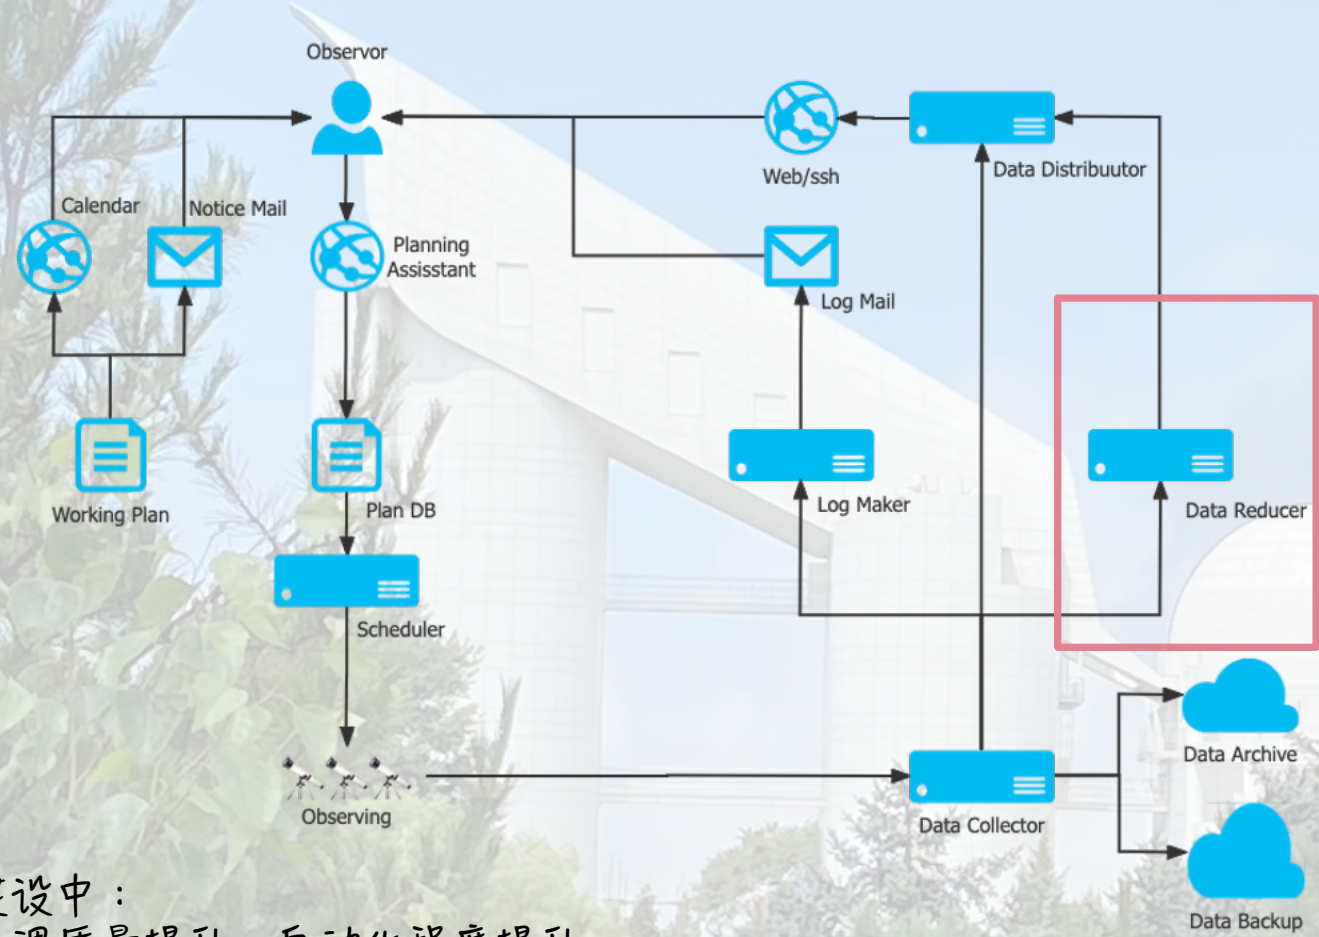 Observor
Web/ssh
Data Distribuutor
Calendar
Notice Mail
Planning
Assisstant
Log Mail
Working Plan
Plan DB
Log Maker
Data Reducer
Scheduler
Observing
Data Collector
Data Archive
Data Backup
设中：